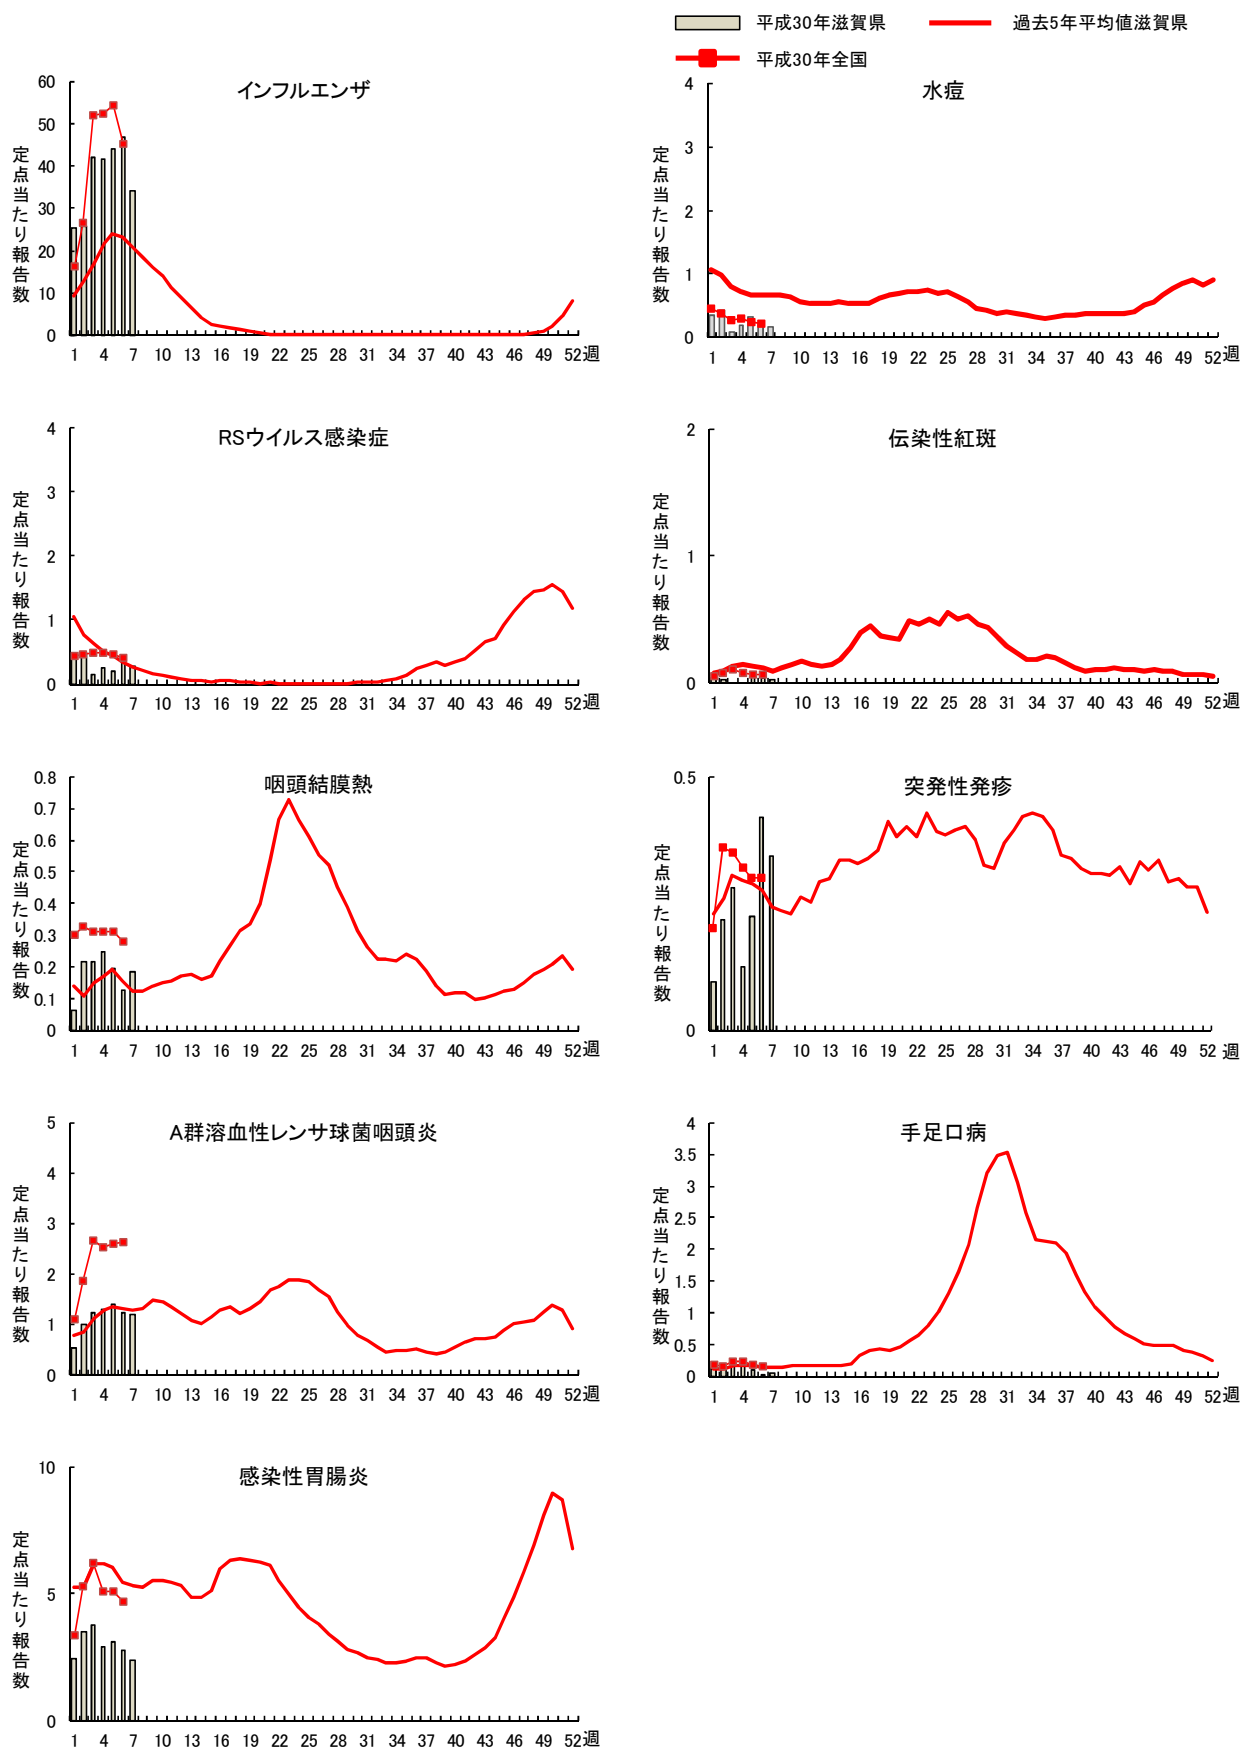 平成30年滋賀県
過去5年平均値滋賀県
平成30年全国
インフルエンザ
定点当たり報告数
60
50
40
30
20
10
0
1 4 7 10 13 16 19 22 25 28 31 34 37 40 43 46 49 52週
水痘
定点当たり報告数
4
3
2
1
0
1 4 7 10 13 16 19 22 25 28 31 34 37 40 43 46 49 52週
RSウイルス感染症
定点当たり報告数
4
3
2
1
0
1 4 7 10 13 16 19 22 25 28 31 34 37 40 43 46 49 52週
伝染性紅斑
定点当たり報告数
2
1
0
1 4 7 10 13 16 19 22 25 28 31 34 37 40 43 46 49 52週
咽頭結膜熱
定点当たり報告数
0.8
0.7
0.6
0.5
0.4
0.3
0.2
0.1
0
1 4 7 10 13 16 19 22 25 28 31 34 37 40 43 46 49 52週
突発性発疹
定点当たり報告数
0.5
0
1 4 7 10 13 16 19 22 25 28 31 34 37 40 43 46 49 52 週
A群溶血性レンサ球菌咽頭炎
定点当たり報告数
5
4
3
2
1
0
1 4 7 10 13 16 19 22 25 28 31 34 37 40 43 46 49 52週
手足口病
定点当たり報告数
4
3.5
3
2.5
2
1.5
1
0.5
0
1 4 7 10 13 16 19 22 25 28 31 34 37 40 43 46 49 52週
感染性胃腸炎
定点当たり報告数
10
5
0
1 4 7 10 13 16 19 22 25 28 31 34 37 40 43 46 49 52週